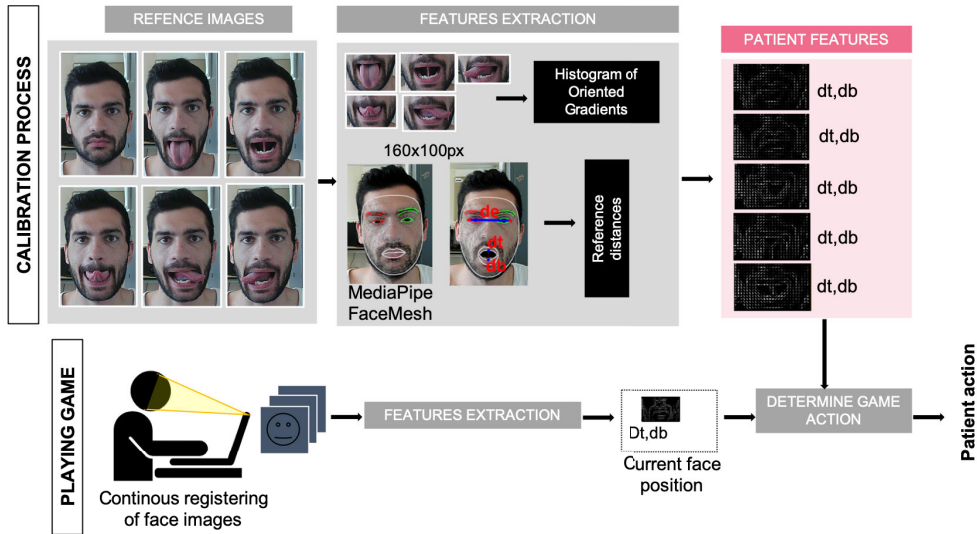 CALIBRATION PROCESS
REFENCE IMAGES
FEATURES EXTRACTION
Histogram of
Oriented
Gradients
160x100px
de
dt
db
MediaPipe
FaceMesh
Reference
distances
PATIENT FEATURES
dt,db
dt,db
dt,db
dt,db
dt,db
PLAYING GAME
Continous registering
of face images
FEATURES EXTRACTION
Dt,db
Current face
position
DETERMINE GAME
ACTION
Patient action